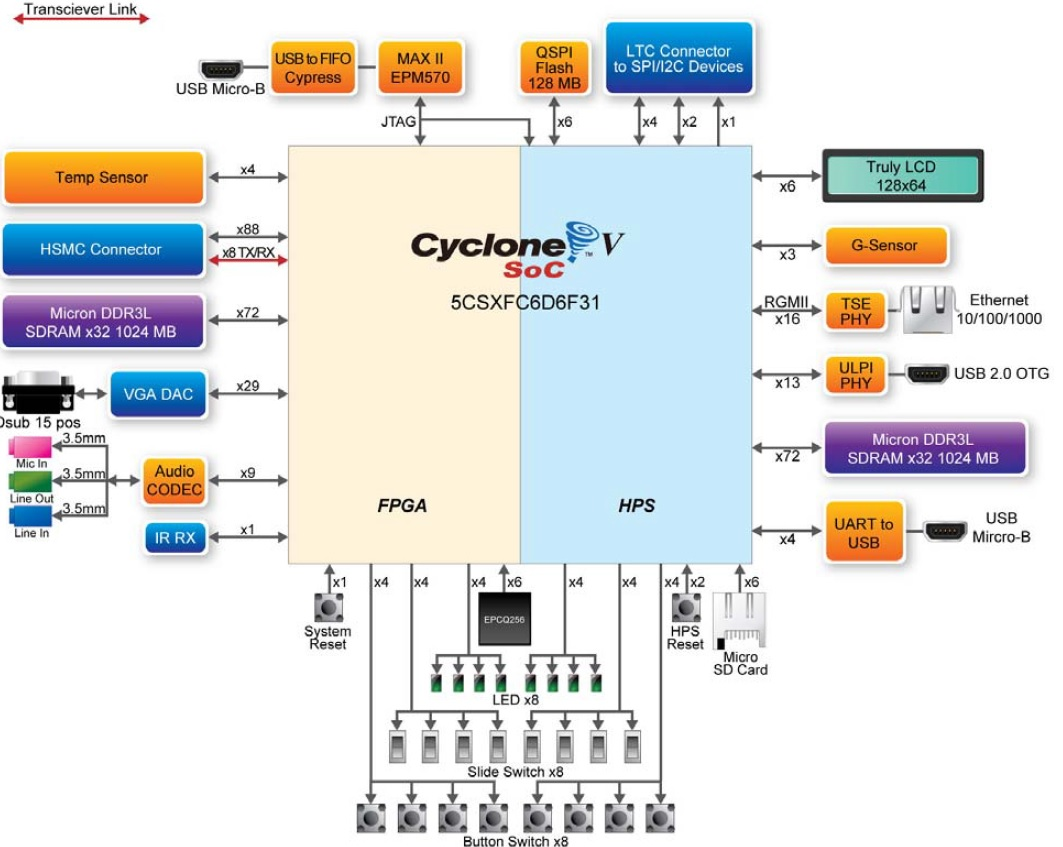 Transciever Link
USB Micro-B
USB to FIFO
Cypress
MAX II
EPM570
QSPI
Flash
128 MB
LTC Connector
to SPI/I2C Devices
JTAG
x6
x4
x2
x1
Temp Sensor
x4
HSMC Connector
x88
x8 TX/RX
Micron DDR3L
SDRAM x32 1024 MB
x72
VGA DAC
x29
Dsub 15 pos
3.5mm
Mic In
3.5mm
Line Out
3.5mm
Line In
Audio
CODEC
x9
IR RX
x1
Cyclone V
TM
SoC
5CSXFC6D6F31
FPGA
HPS
Truly LCD
128x64
x6
G-Sensor
x3
RGMII
x16
TSE
PHY
Ethernet
10/100/1000
x13
ULPI
PHY
USB 2.0 OTG
x72
Micron DDR3L
SDRAM x32 1024 MB
x4
UART to
USB
USB
Mircro-B
x1
x4
x4
x4
x6
x4
x4
x4
x2
x6
System
Reset
EPCQ256
HPS
Reset
Micro
SD Card
LED x8
Slide Switch x8
Button Switch x8